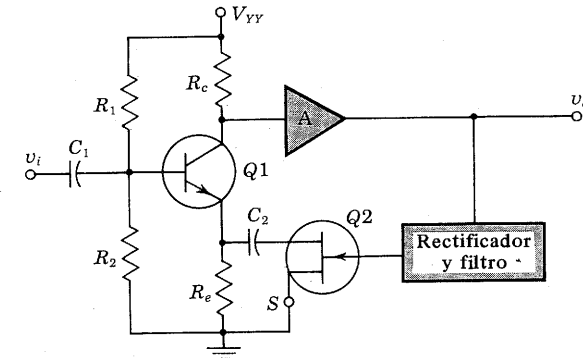 V_YY
R_c
R_1
A
v_i
C_1
Q1
C_2
Q2
R_2
R_e
S
Rectificador
y filtro